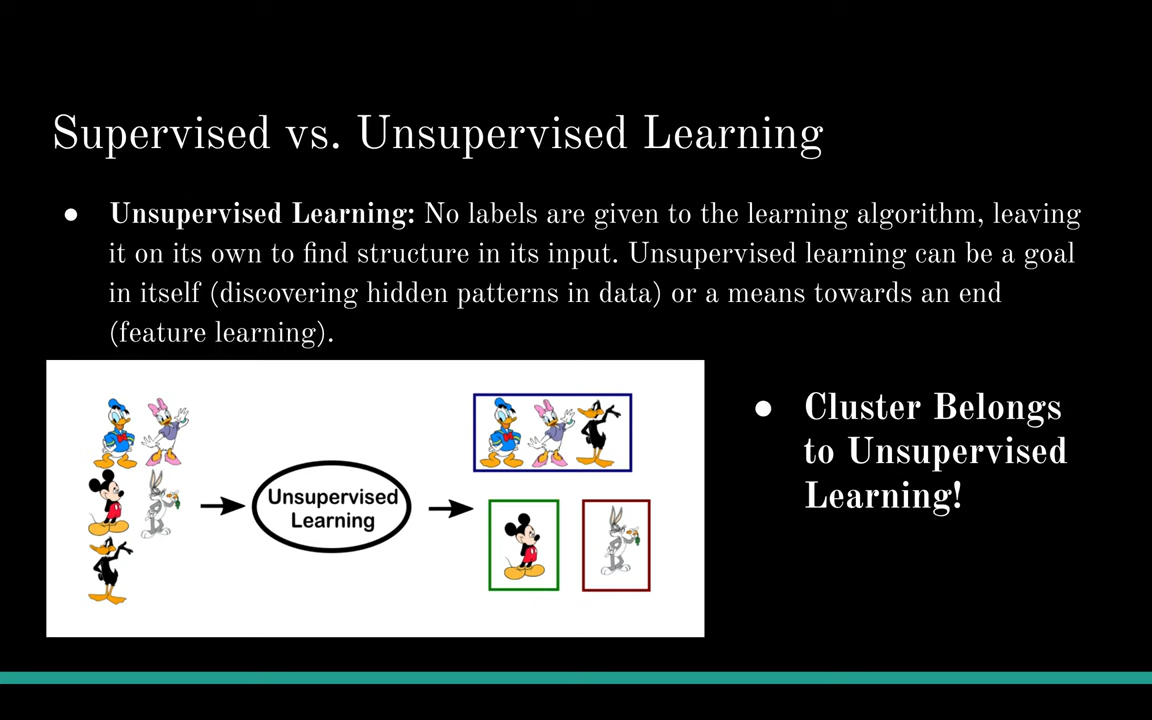 Supervised vs. Unsupervised Learning
● Unsupervised Learning: No labels are given to the learning algorithm, leaving
it on its own to find structure in its input. Unsupervised learning can be a goal
in itself (discovering hidden patterns in data) or a means towards an end
(feature learning).
Unsupervised
Learning
● Cluster Belongs
to Unsupervised
Learning!